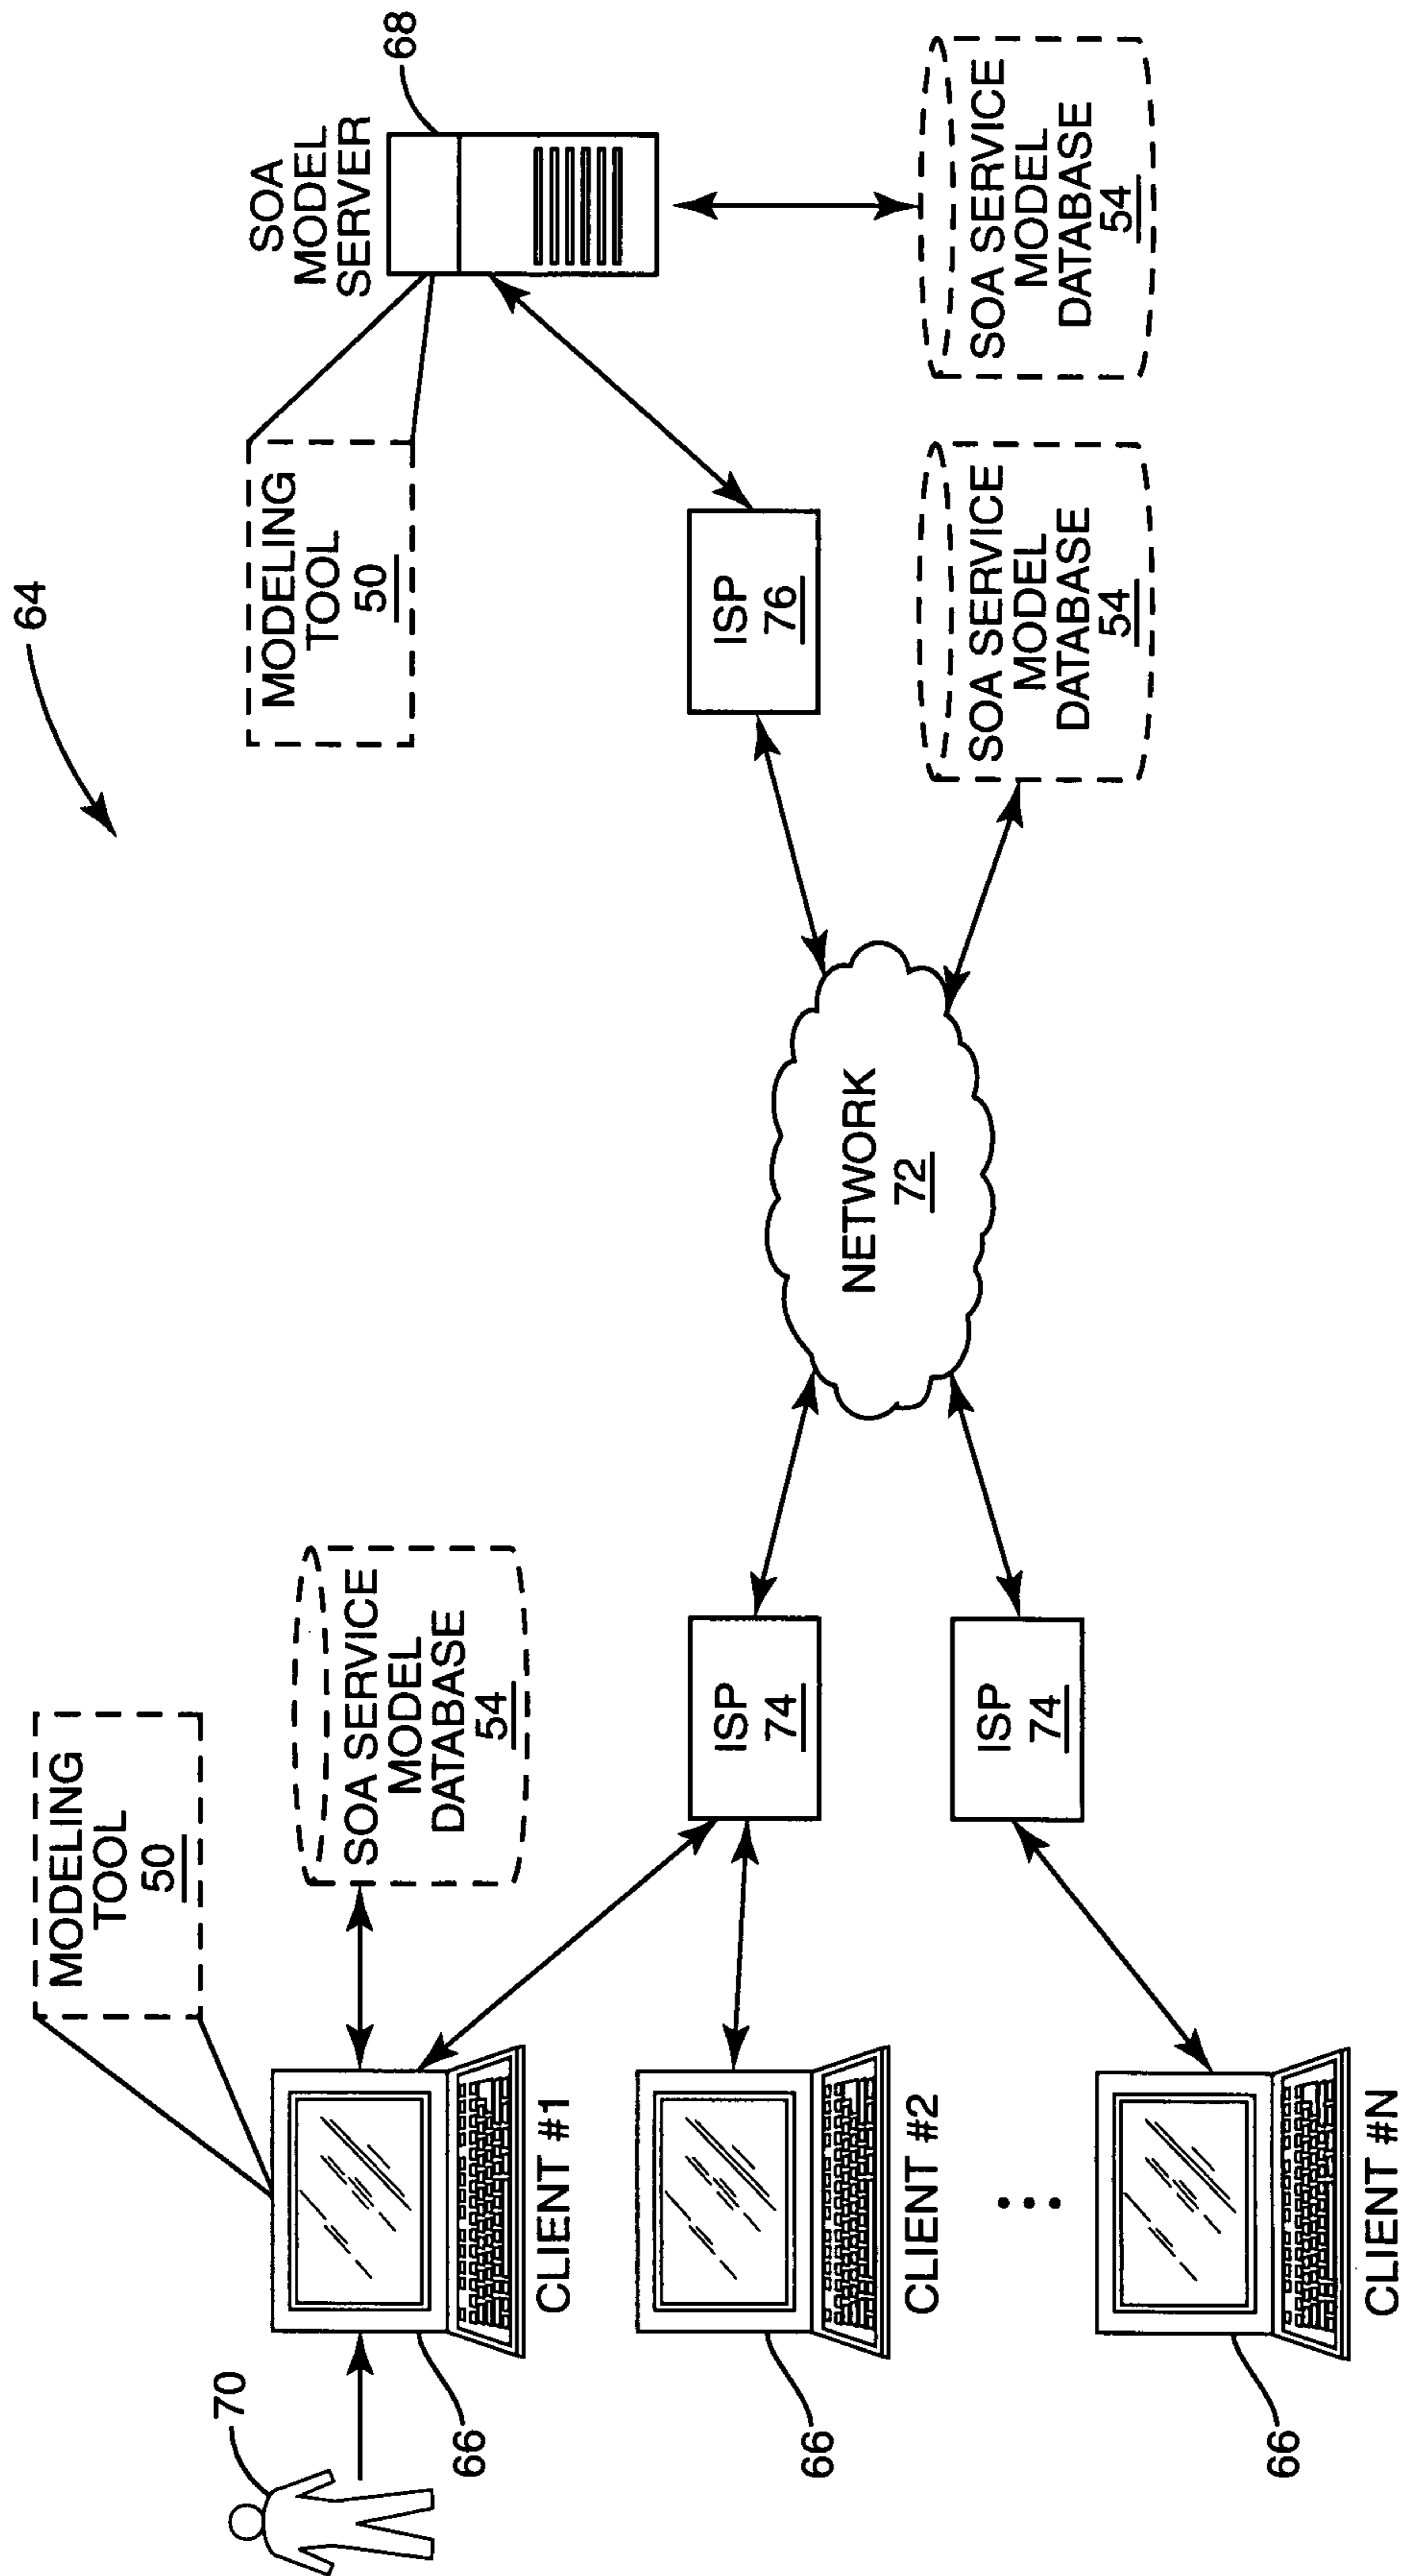 64
MODELING
TOOL
50
SOA
MODEL
SERVER
68
MODELING
TOOL
50
70
SOA SERVICE
MODEL
DATABASE
54
66
CLIENT #1
ISP
74
ISP
76
66
CLIENT #2
NETWORK
72
ISP
74
SOA SERVICE
MODEL
DATABASE
54
SOA SERVICE
MODEL
DATABASE
54
66
CLIENT #N